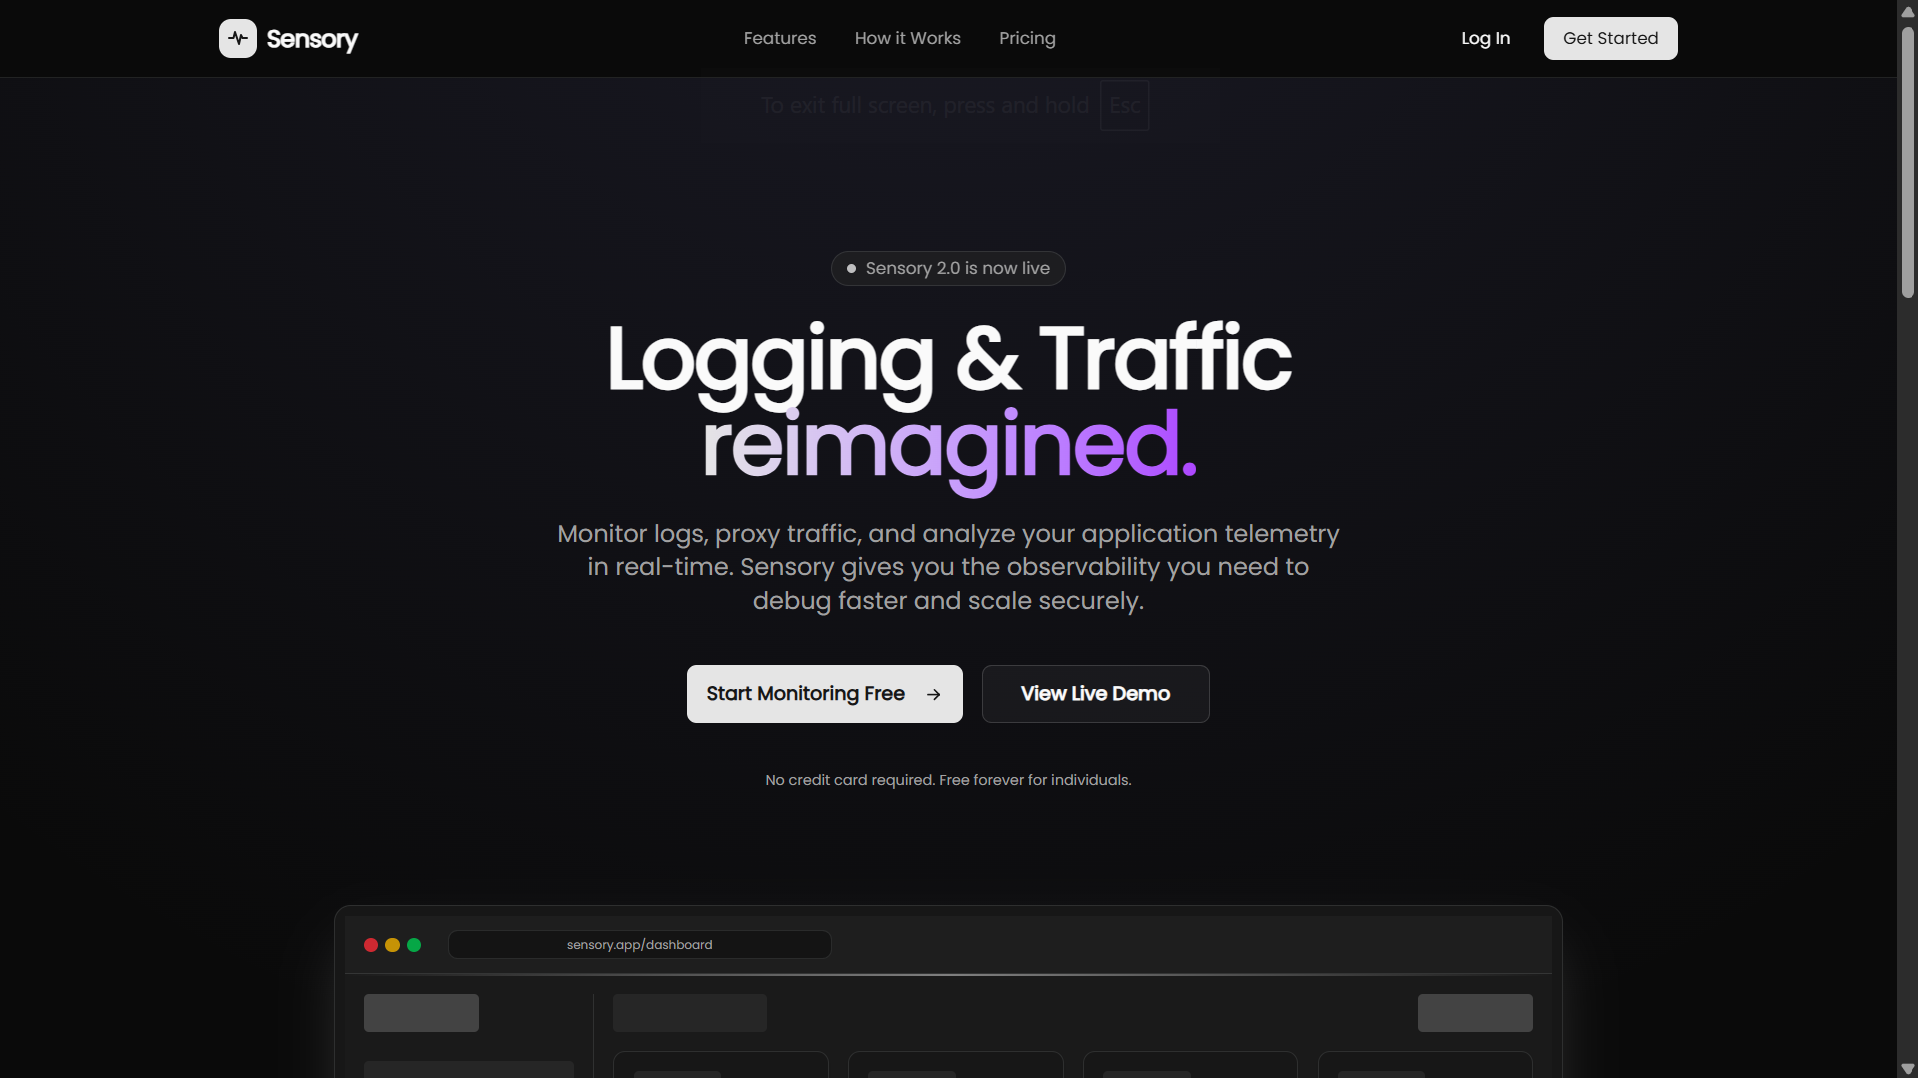 Sensory
Features
How it Works
Pricing
Log In
Get Started
To exit full screen, press and hold Esc
Sensory 2.0 is now live
Logging & Traffic
reimagined.
Monitor logs, proxy traffic, and analyze your application telemetry
in real-time. Sensory gives you the observability you need to
debug faster and scale securely.
Start Monitoring Free →
View Live Demo
No credit card required. Free forever for individuals.
sensory.app/dashboard